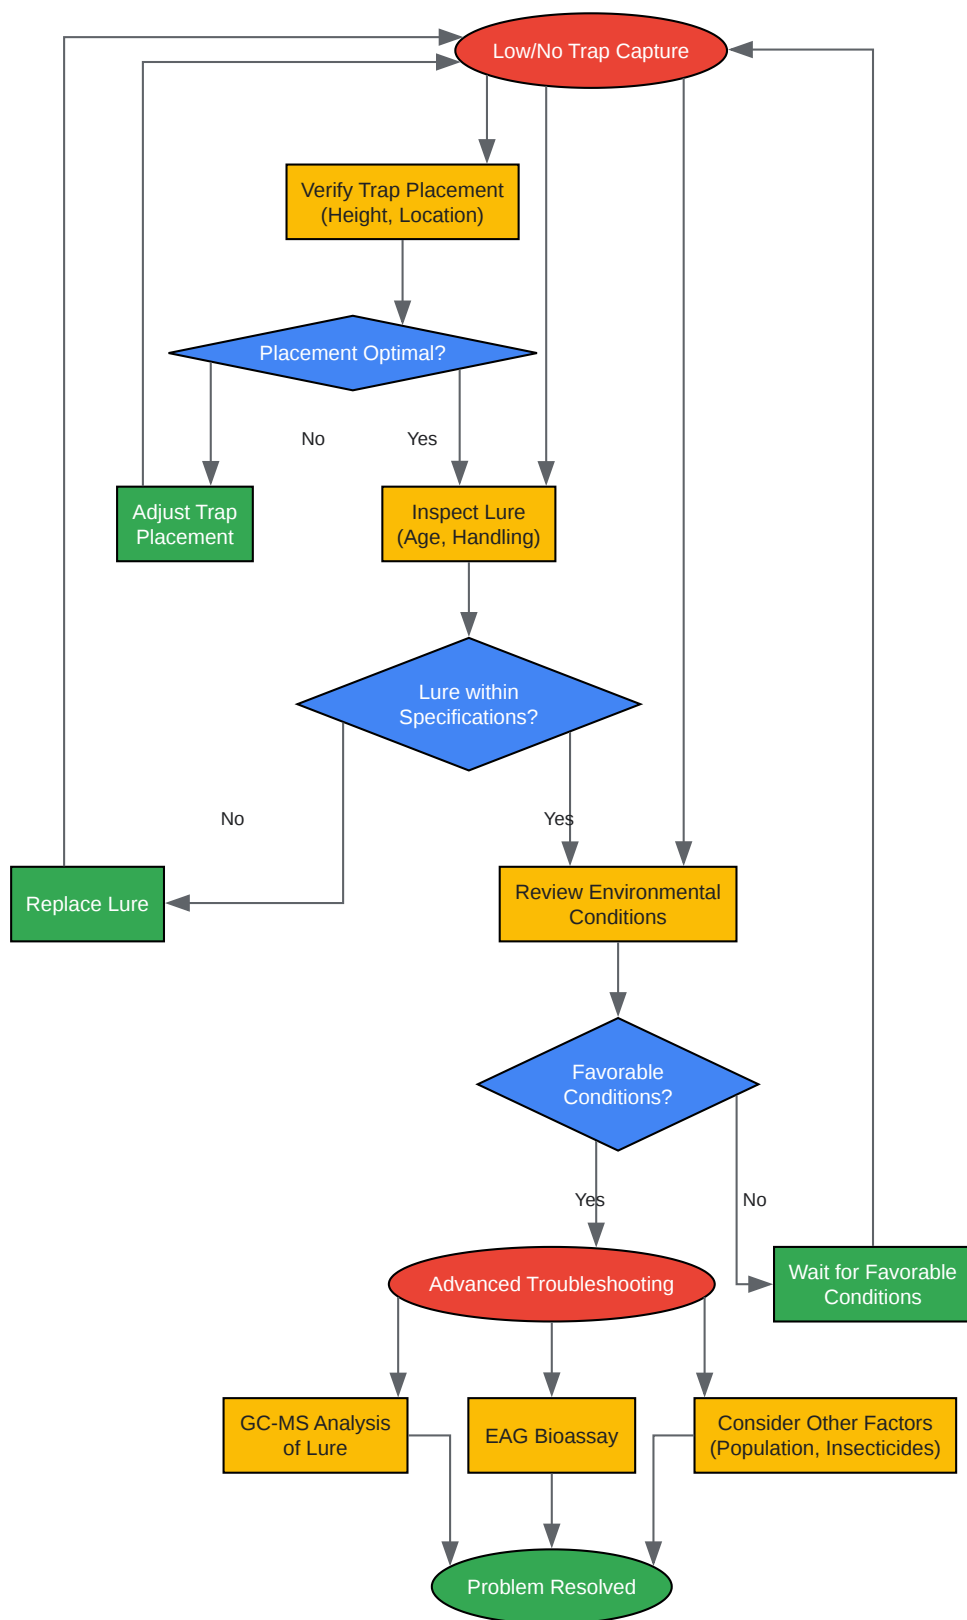 Low/No Trap Capture
Verify Trap Placement
(Height, Location)
Placement Optimal?
No
Yes
Adjust Trap
Placement
Inspect Lure
(Age, Handling)
Lure within
Specifications?
No
Yes
Replace Lure
Review Environmental
Conditions
Favorable
Conditions?
Yes
No
Advanced Troubleshooting
Wait for Favorable
Conditions
GC-MS Analysis
of Lure
EAG Bioassay
Consider Other Factors
(Population, Insecticides)
Problem Resolved